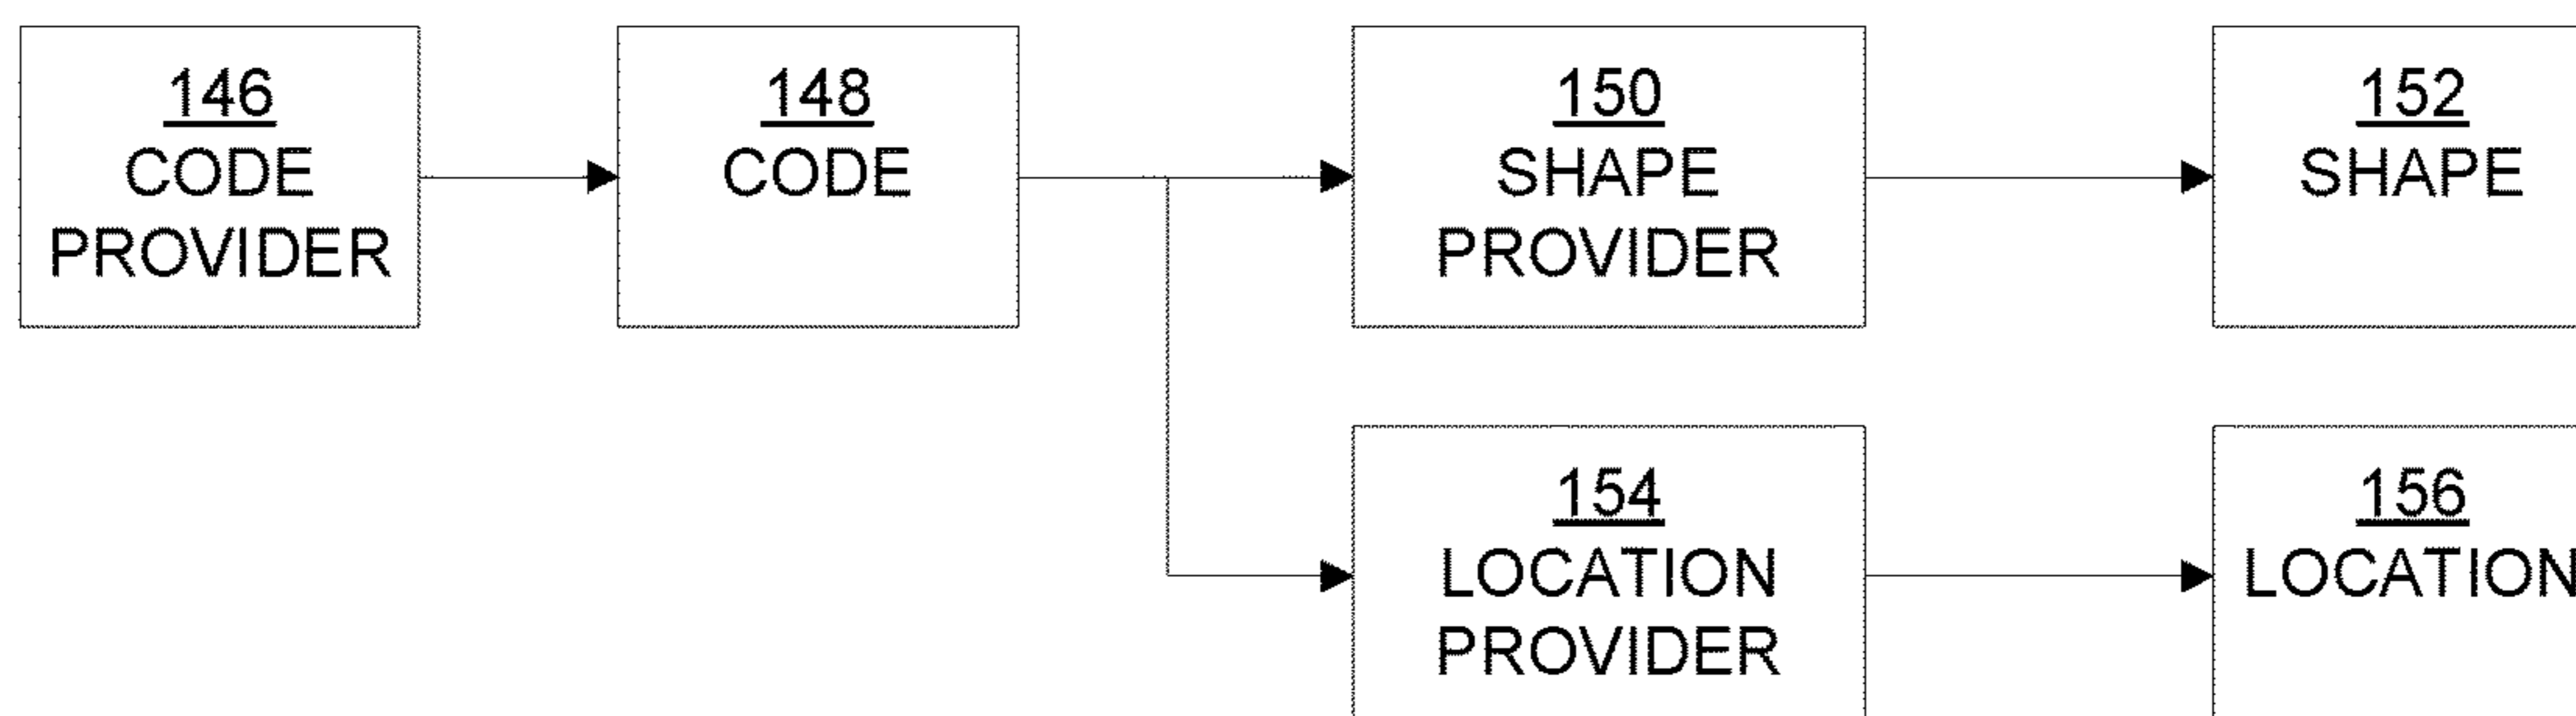 146
CODE
PROVIDER
148
CODE
150
SHAPE
PROVIDER
152
SHAPE
154
LOCATION
PROVIDER
156
LOCATION